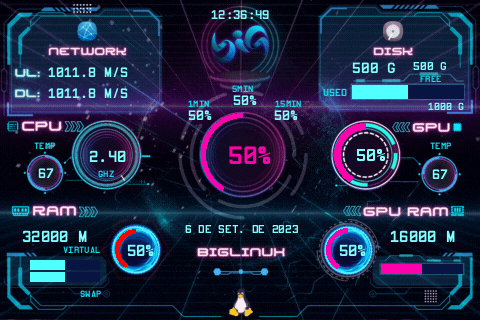 12:36:49
BiG
NETWORK
UL: 1011.8 M/S
DL: 1011.8 M/S
DISK
500 G
500 G
FREE
USED
1000 G
1MIN
50%
5MIN
50%
15MIN
50%
CPU
TEMP
67
2.40
GHZ
50%
GPU
50%
TEMP
67
RAM
32000 M
VIRTUAL
50%
SWAP
6 DE SET. DE 2023
BIGLINUX
GPU RAM
50%
16000 M